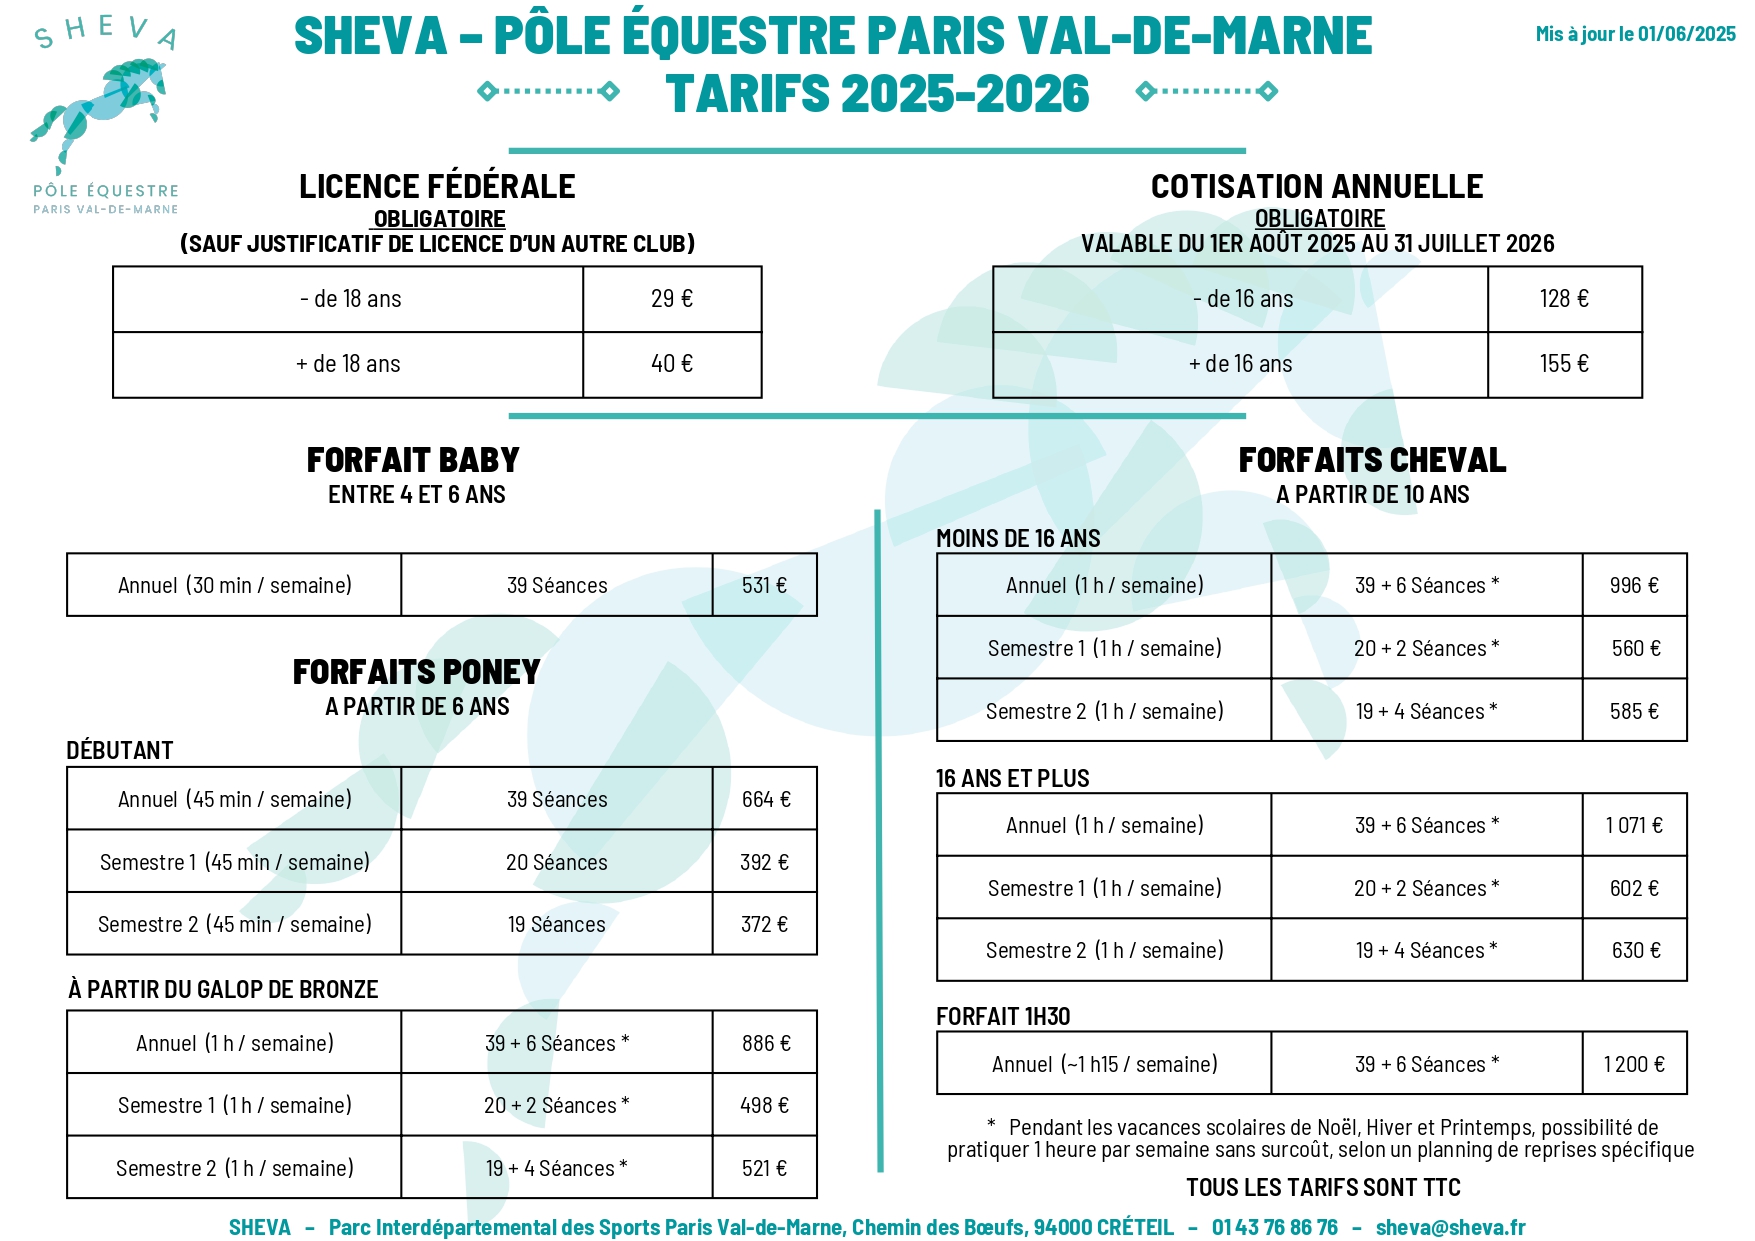 SHEVA
PÔLE ÉQUESTRE
PARIS VAL-DE-MARNE
SHEVA – PÔLE ÉQUESTRE PARIS VAL-DE-MARNE
TARIFS 2025-2026
Mis à jour le 01/06/2025
LICENCE FÉDÉRALE
OBLIGATOIRE
(SAUF JUSTIFICATIF DE LICENCE D'UN AUTRE CLUB)
- de 18 ans 29 €
+ de 18 ans 40 €
COTISATION ANNUELLE
OBLIGATOIRE
VALABLE DU 1ER AOÛT 2025 AU 31 JUILLET 2026
- de 16 ans 128 €
+ de 16 ans 155 €
FORFAIT BABY
ENTRE 4 ET 6 ANS
Annuel (30 min / semaine) 39 Séances 531 €
FORFAITS PONEY
A PARTIR DE 6 ANS
DÉBUTANT
Annuel (45 min / semaine) 39 Séances 664 €
Semestre 1 (45 min / semaine) 20 Séances 392 €
Semestre 2 (45 min / semaine) 19 Séances 372 €
À PARTIR DU GALOP DE BRONZE
Annuel (1 h / semaine) 39 + 6 Séances * 886 €
Semestre 1 (1 h / semaine) 20 + 2 Séances * 498 €
Semestre 2 (1 h / semaine) 19 + 4 Séances * 521 €
FORFAITS CHEVAL
A PARTIR DE 10 ANS
MOINS DE 16 ANS
Annuel (1 h / semaine) 39 + 6 Séances * 996 €
Semestre 1 (1 h / semaine) 20 + 2 Séances * 560 €
Semestre 2 (1 h / semaine) 19 + 4 Séances * 585 €
16 ANS ET PLUS
Annuel (1 h / semaine) 39 + 6 Séances * 1 071 €
Semestre 1 (1 h / semaine) 20 + 2 Séances * 602 €
Semestre 2 (1 h / semaine) 19 + 4 Séances * 630 €
FORFAIT 1H30
Annuel (~1 h15 / semaine) 39 + 6 Séances * 1 200 €
* Pendant les vacances scolaires de Noël, Hiver et Printemps, possibilité de
pratiquer 1 heure par semaine sans surcoût, selon un planning de reprises spécifique
TOUS LES TARIFS SONT TTC
SHEVA – Parc Interdépartemental des Sports Paris Val-de-Marne, Chemin des Bœufs, 94000 CRÉTEIL – 01 43 76 86 76 – sheva@sheva.fr